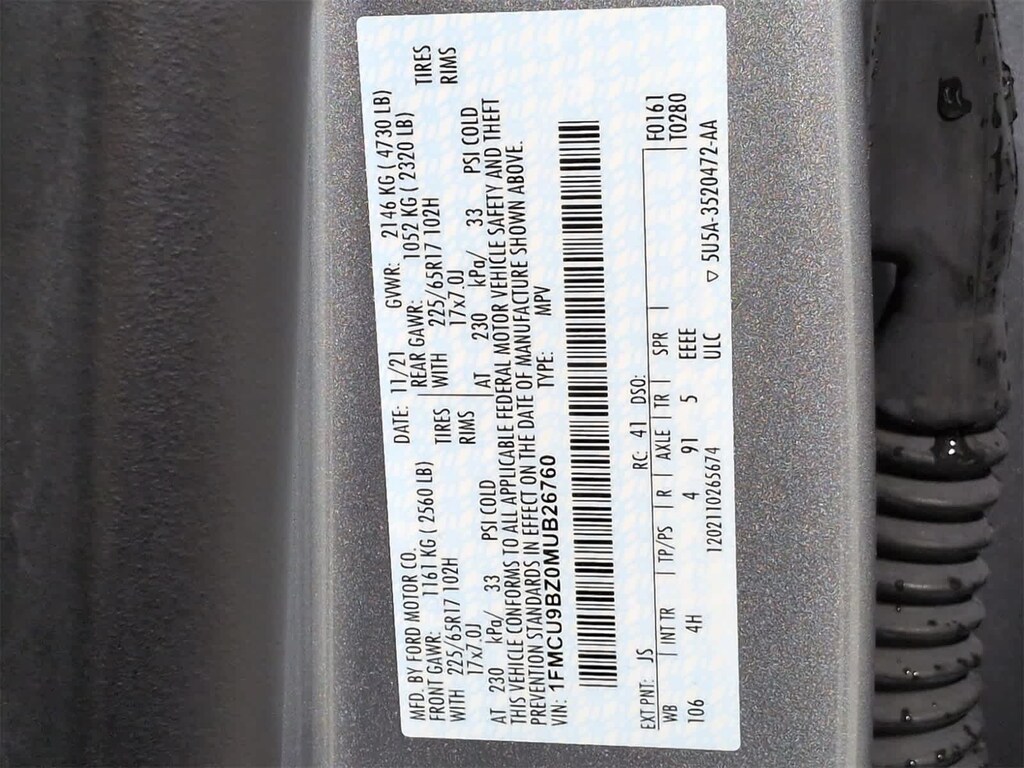 MFD. BY FORD MOTOR CO. DATE: 11/21 GVWR: 2146 KG ( 4730 LB)
FRONT GAWR: 1161 KG ( 2560 LB) REAR GAWR: 1052 KG ( 2320 LB)
WITH 225/65R17 102H TIRES WITH 225/65R17 102H TIRES
17x7.0J RIMS 17x7.0J RIMS
AT 230 kPa/ 33 PSI COLD AT 230 kPa/ 33 PSI COLD
THIS VEHICLE CONFORMS TO ALL APPLICABLE FEDERAL MOTOR VEHICLE SAFETY AND THEFT
PREVENTION STANDARDS IN EFFECT ON THE DATE OF MANUFACTURE SHOWN ABOVE.
VIN: 1FMCU9BZ0MUB26760 TYPE: MPV
EXT PNT: JS RC: 41 DSO: F0161
WB | INT TR | TP/PS | R | AXLE | TR | SPR | T0280
106 4H 4 91 5 EEEE
1202110265674 ULC
▽ 5U5A-3520472-AA